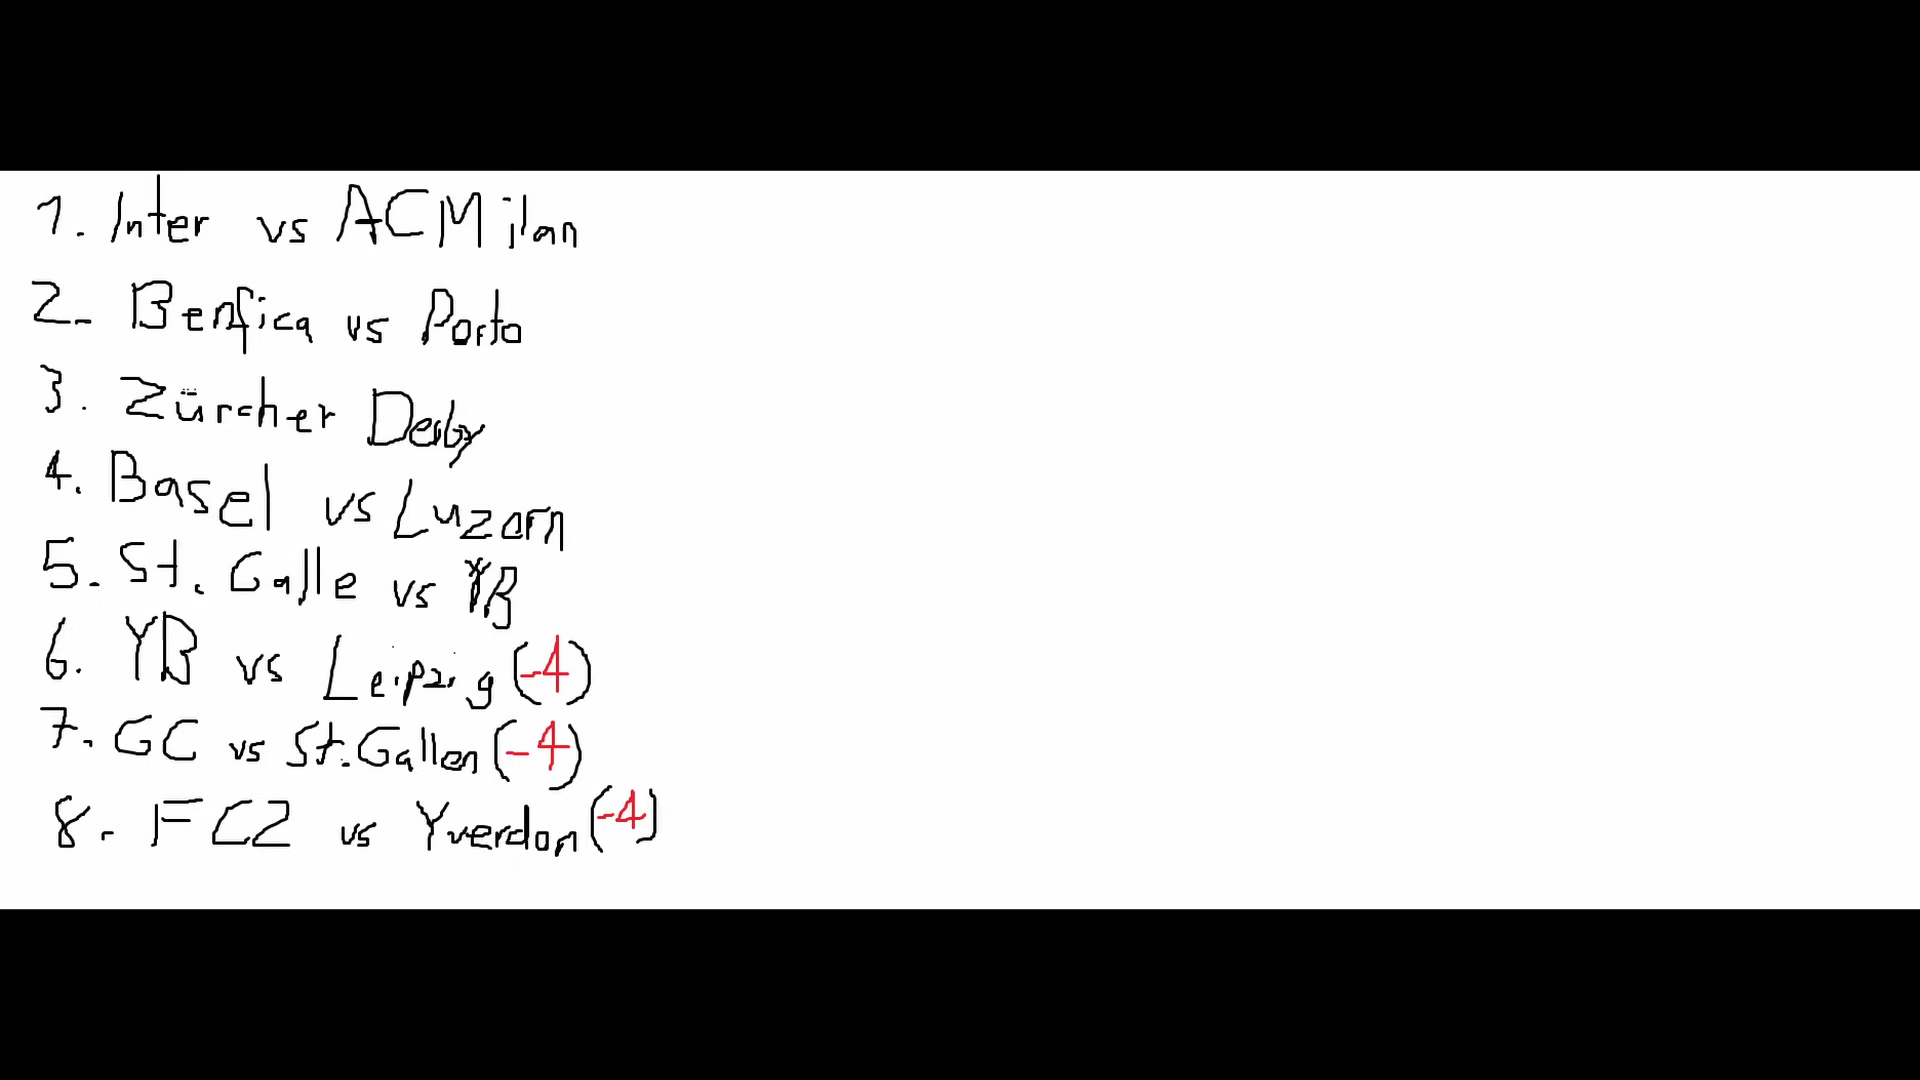 1. Inter vs ACMilan
2. Benfica vs Porto
3. Zürcher Derby
4. Basel vs Luzern
5. St. Galle vs YB
6. YB vs Leipzig (-4)
7. GC vs St. Gallen (-4)
8. FCZ vs Yverdon (-4)